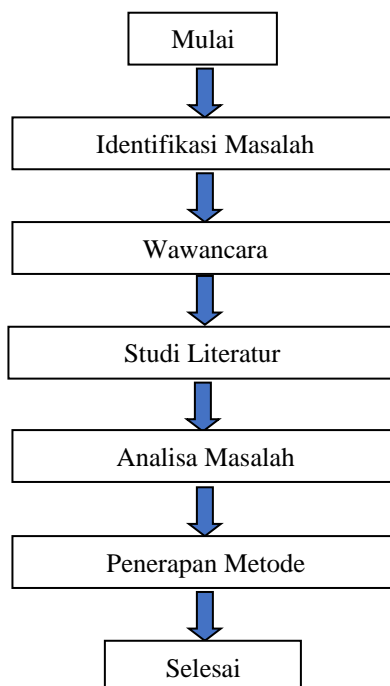 Mulai
Identifikasi Masalah
Wawancara
Studi Literatur
Analisa Masalah
Penerapan Metode
Selesai